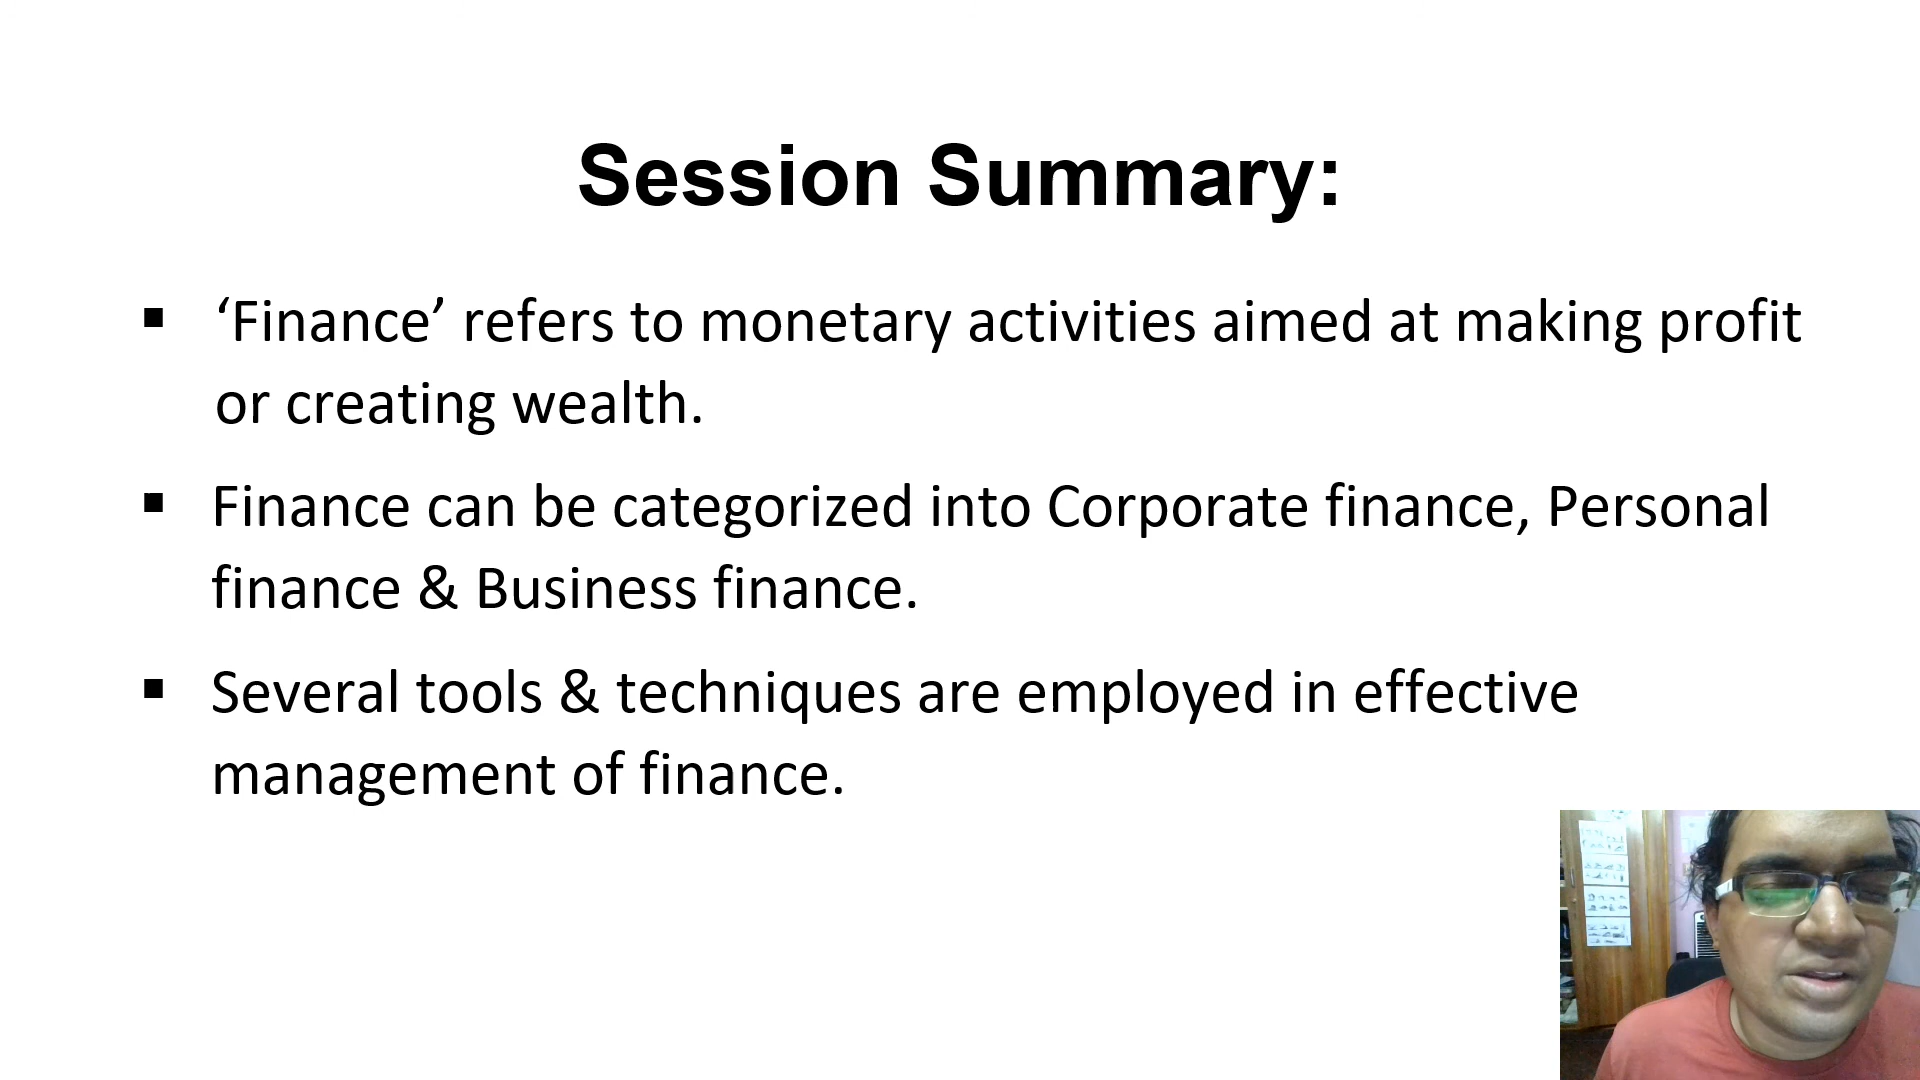 Session Summary:
▪ ‘Finance’ refers to monetary activities aimed at making profit
or creating wealth.
▪ Finance can be categorized into Corporate finance, Personal
finance & Business finance.
▪ Several tools & techniques are employed in effective
management of finance.